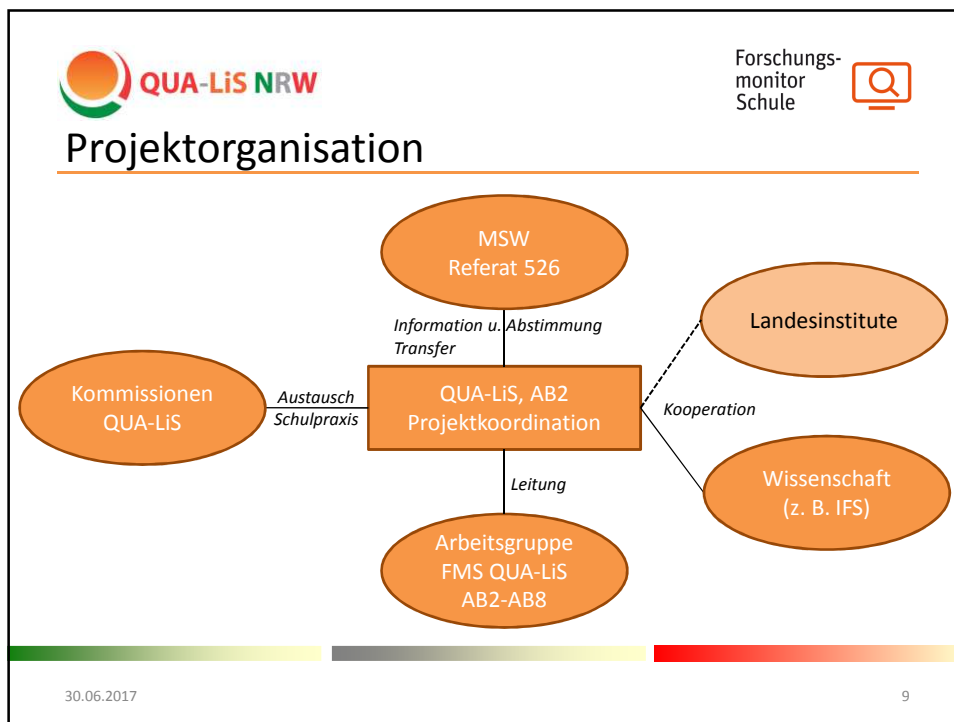 QUA-LiS NRW
Forschungs-
monitor
Schule
Projektorganisation
MSW
Referat 526
Information u. Abstimmung
Transfer
Landesinstitute
Kommissionen
QUA-LiS
Austausch
Schulpraxis
QUA-LiS, AB2
Projektkoordination
Kooperation
Leitung
Wissenschaft
(z. B. IFS)
Arbeitsgruppe
FMS QUA-LiS
AB2-AB8
30.06.2017
9